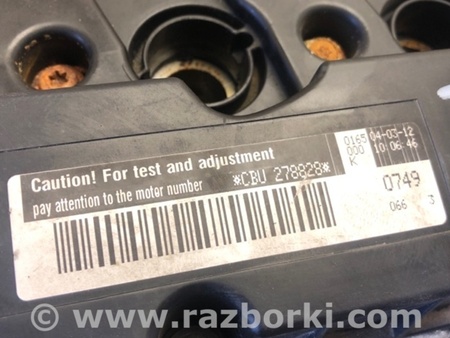 Caution! For test and adjustment
pay attention to the motor number
*CBU 278828*
0165
000
K
04-03-12
10:06:46
0749
066 3
© www.razborki.com